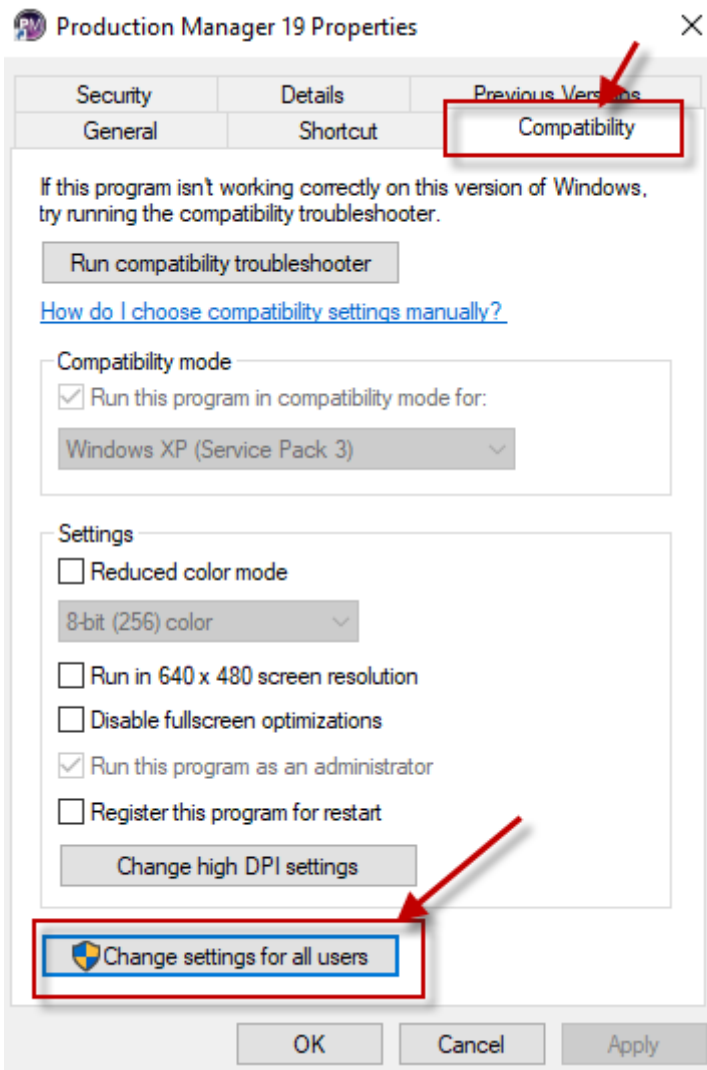 PM
Production Manager 19 Properties
Security
Details
Previous Versions
General
Shortcut
Compatibility
If this program isn't working correctly on this version of Windows,
try running the compatibility troubleshooter.
Run compatibility troubleshooter
How do I choose compatibility settings manually?
Compatibility mode
Run this program in compatibility mode for:
Windows XP (Service Pack 3)
Settings
Reduced color mode
8-bit (256) color
Run in 640 x 480 screen resolution
Disable fullscreen optimizations
Run this program as an administrator
Register this program for restart
Change high DPI settings
Change settings for all users
OK
Cancel
Apply